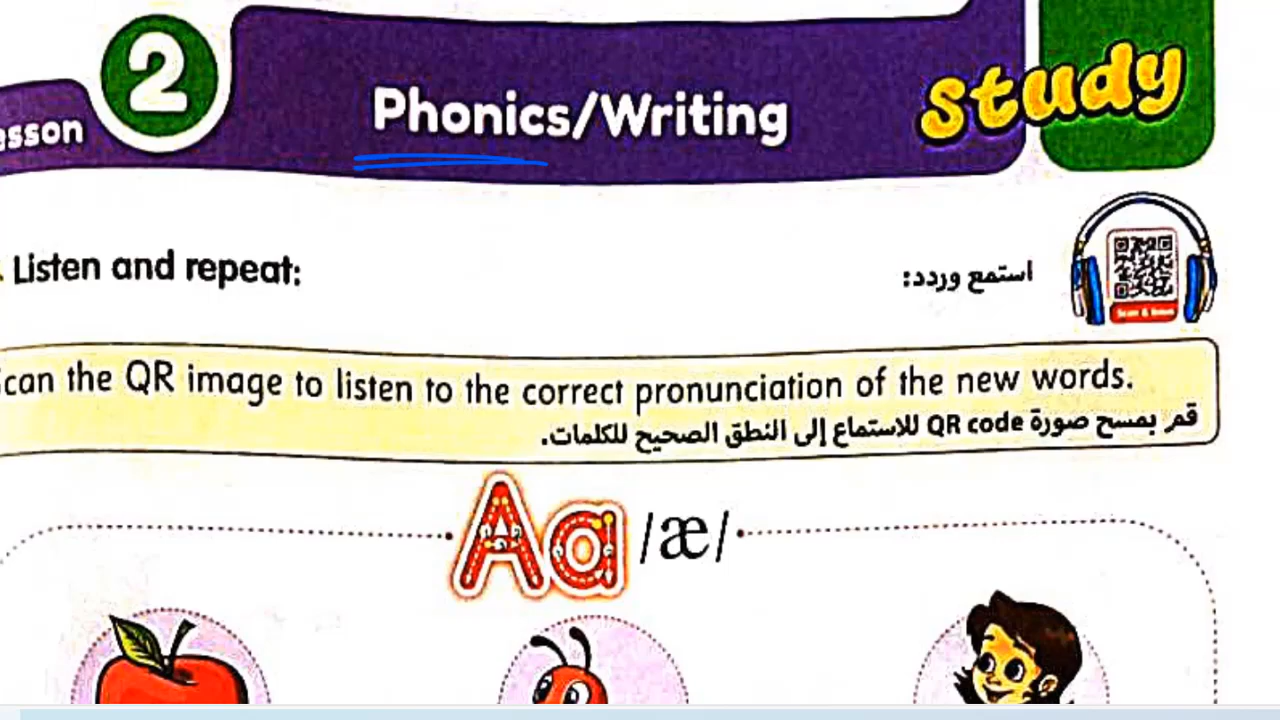 esson 2 Phonics/Writing study
Listen and repeat:
استمع وردد:
can the QR image to listen to the correct pronunciation of the new words.
قم بمسح صورة QR code للاستماع إلى النطق الصحيح للكلمات.
Aa /æ/